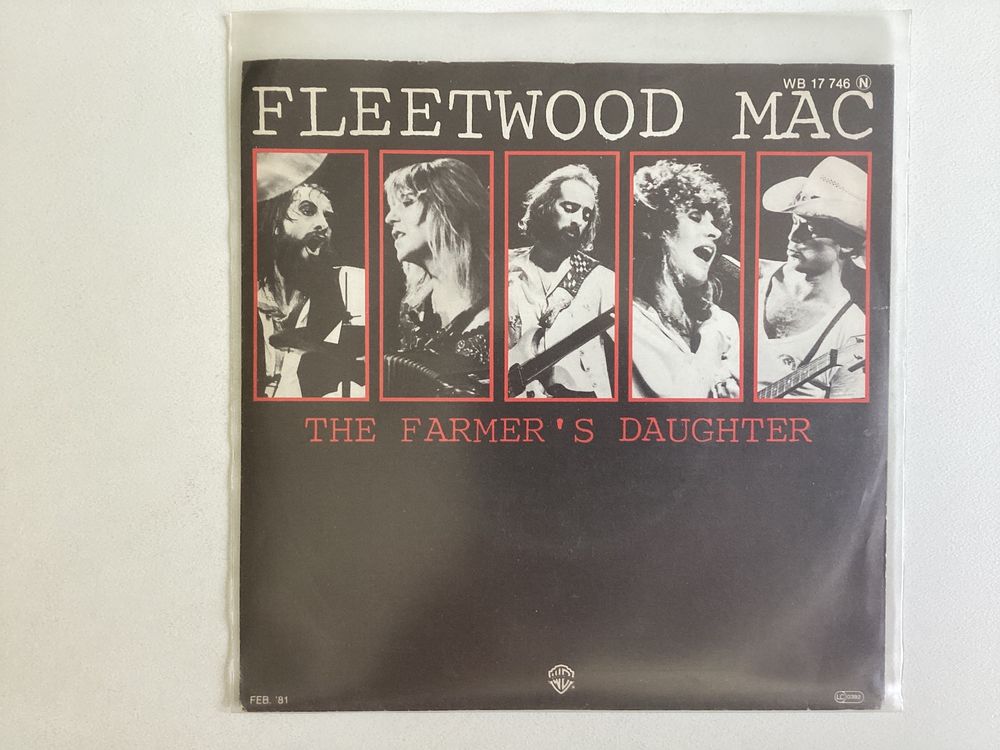 WB 17 746 N
FLEETWOOD MAC
THE FARMER'S DAUGHTER
FEB. '81
LC 0392